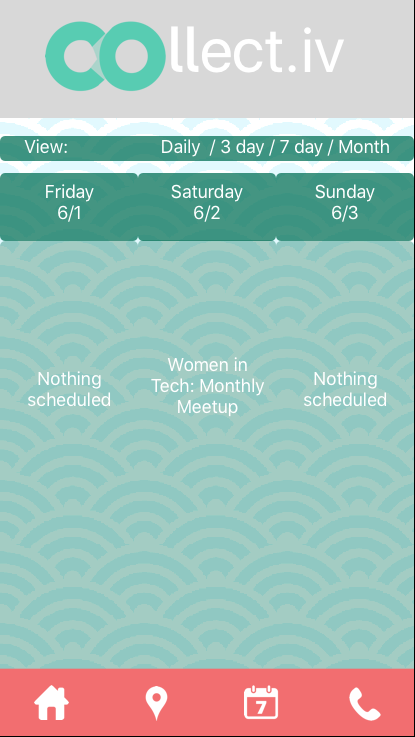 collect.iv
View: Daily / 3 day / 7 day / Month
Friday
6/1
Saturday
6/2
Sunday
6/3
Nothing
scheduled
Women in
Tech: Monthly
Meetup
Nothing
scheduled
7